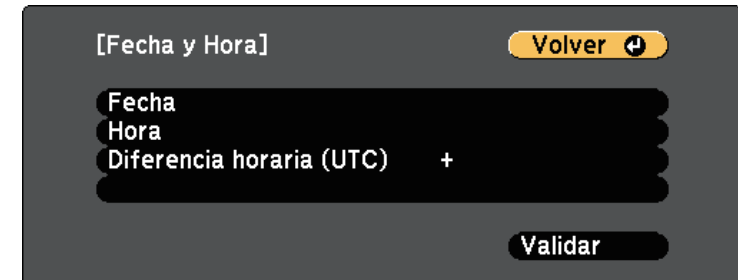 [Fecha y Hora] Volver
Fecha
Hora
Diferencia horaria (UTC) +
Validar